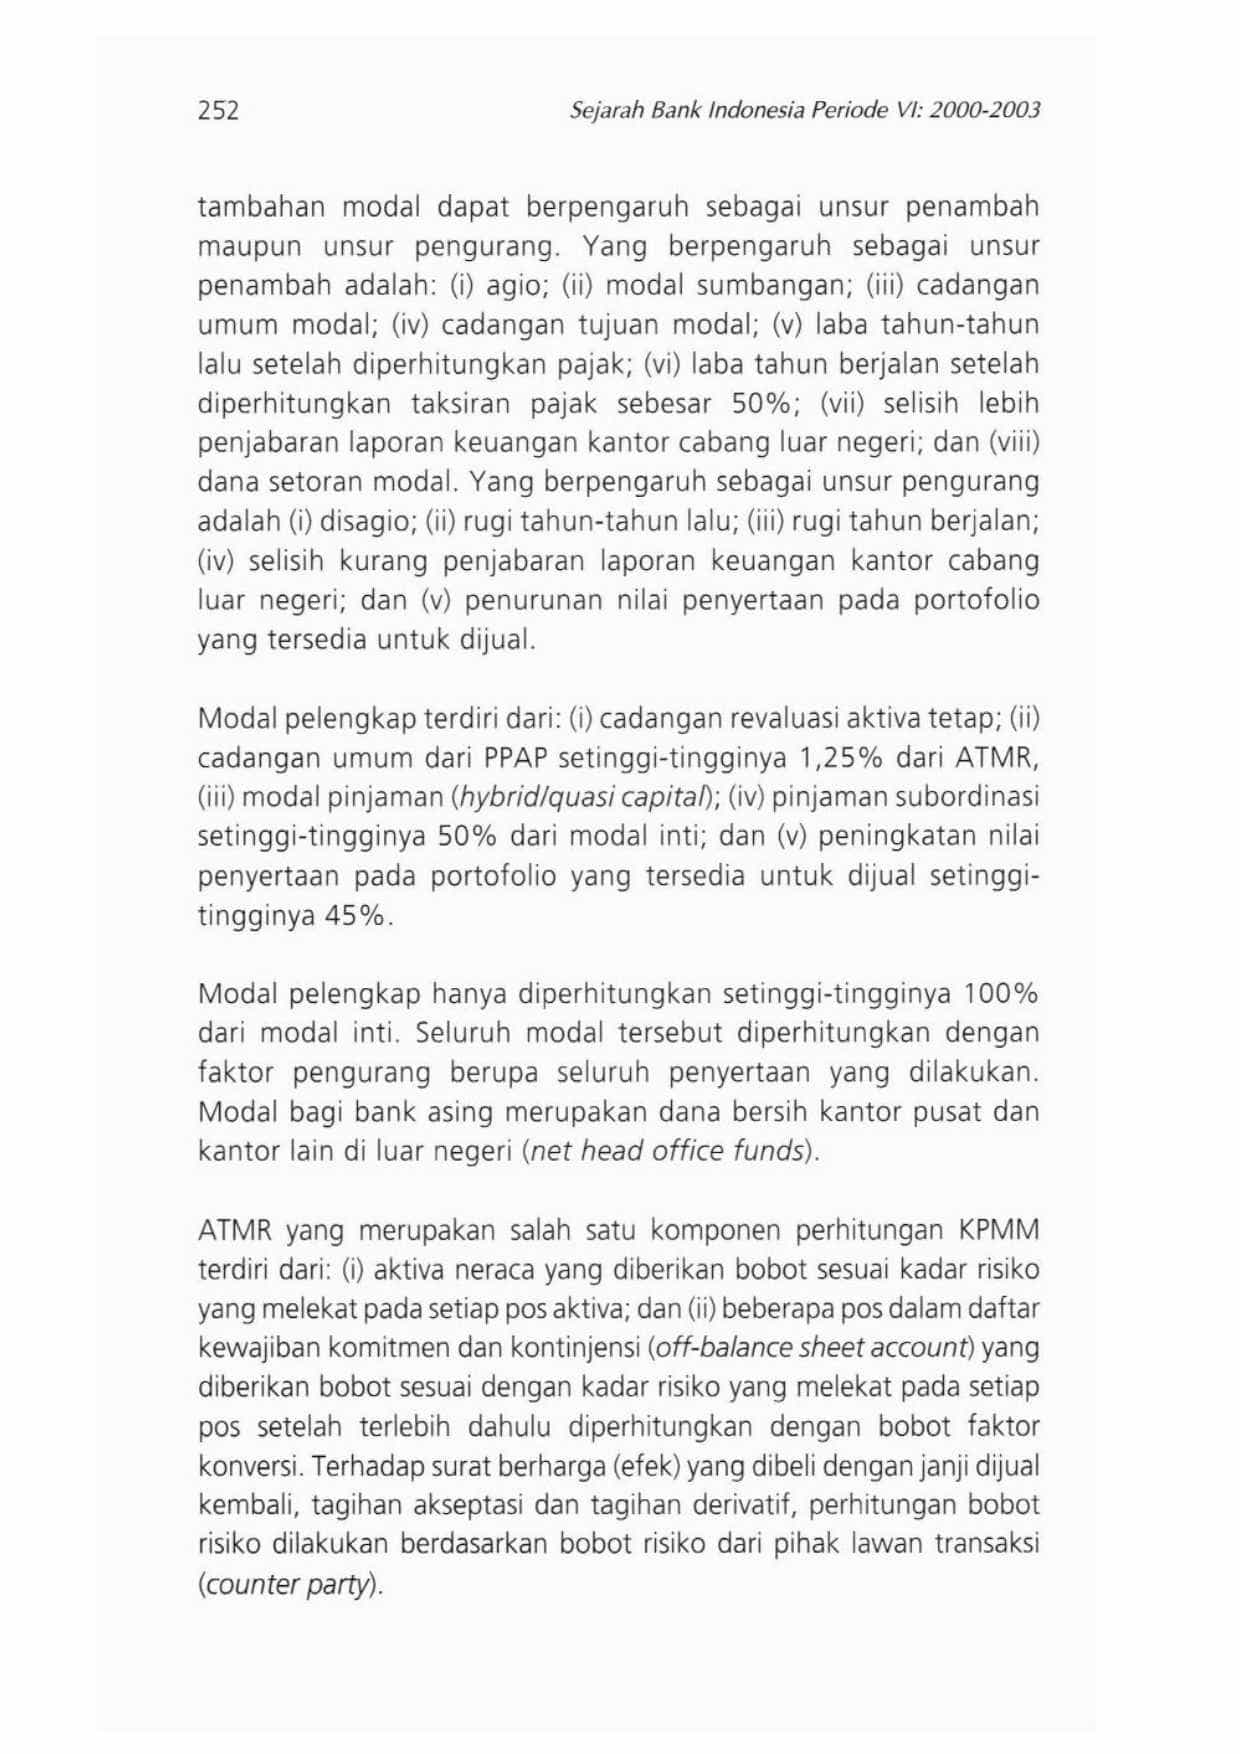 252
Sejarah Bank Indonesia Periode VI: 2000-2003
tambahan modal dapat berpengaruh sebagai unsur penambah
maupun unsur pengurang. Yang berpengaruh sebagai unsur
penambah adalah: (i) agio; (ii) modal sumbangan; (iii) cadangan
umum modal; (iv) cadangan tujuan modal; (v) laba tahun-tahun
lalu setelah diperhitungkan pajak; (vi) laba tahun berjalan setelah
diperhitungkan taksiran pajak sebesar 50%; (vii) selisih lebih
penjabaran laporan keuangan kantor cabang luar negeri; dan (viii)
dana setoran modal. Yang berpengaruh sebagai unsur pengurang
adalah (i) disagio; (ii) rugi tahun-tahun lalu; (iii) rugi tahun berjalan;
(iv) selisih kurang penjabaran laporan keuangan kantor cabang
luar negeri; dan (v) penurunan nilai penyertaan pada portofolio
yang tersedia untuk dijual.
Modal pelengkap terdiri dari: (i) cadangan revaluasi aktiva tetap; (ii)
cadangan umum dari PPAP setinggi-tingginya 1,25% dari ATMR,
(iii) modal pinjaman (hybrid/quasi capital); (iv) pinjaman subordinasi
setinggi-tingginya 50% dari modal inti; dan (v) peningkatan nilai
penyertaan pada portofolio yang tersedia untuk dijual setinggi-
tingginya 45%.
Modal pelengkap hanya diperhitungkan setinggi-tingginya 100%
dari modal inti. Seluruh modal tersebut diperhitungkan dengan
faktor pengurang berupa seluruh penyertaan yang dilakukan.
Modal bagi bank asing merupakan dana bersih kantor pusat dan
kantor lain di luar negeri (net head office funds).
ATMR yang merupakan salah satu komponen perhitungan KPMM
terdiri dari: (i) aktiva neraca yang diberikan bobot sesuai kadar risiko
yang melekat pada setiap pos aktiva; dan (ii) beberapa pos dalam daftar
kewajiban komitmen dan kontinjensi (off-balance sheet account) yang
diberikan bobot sesuai dengan kadar risiko yang melekat pada setiap
pos setelah terlebih dahulu diperhitungkan dengan bobot faktor
konversi. Terhadap surat berharga (efek) yang dibeli dengan janji dijual
kembali, tagihan akseptasi dan tagihan derivatif, perhitungan bobot
risiko dilakukan berdasarkan bobot risiko dari pihak lawan transaksi
(counter party).